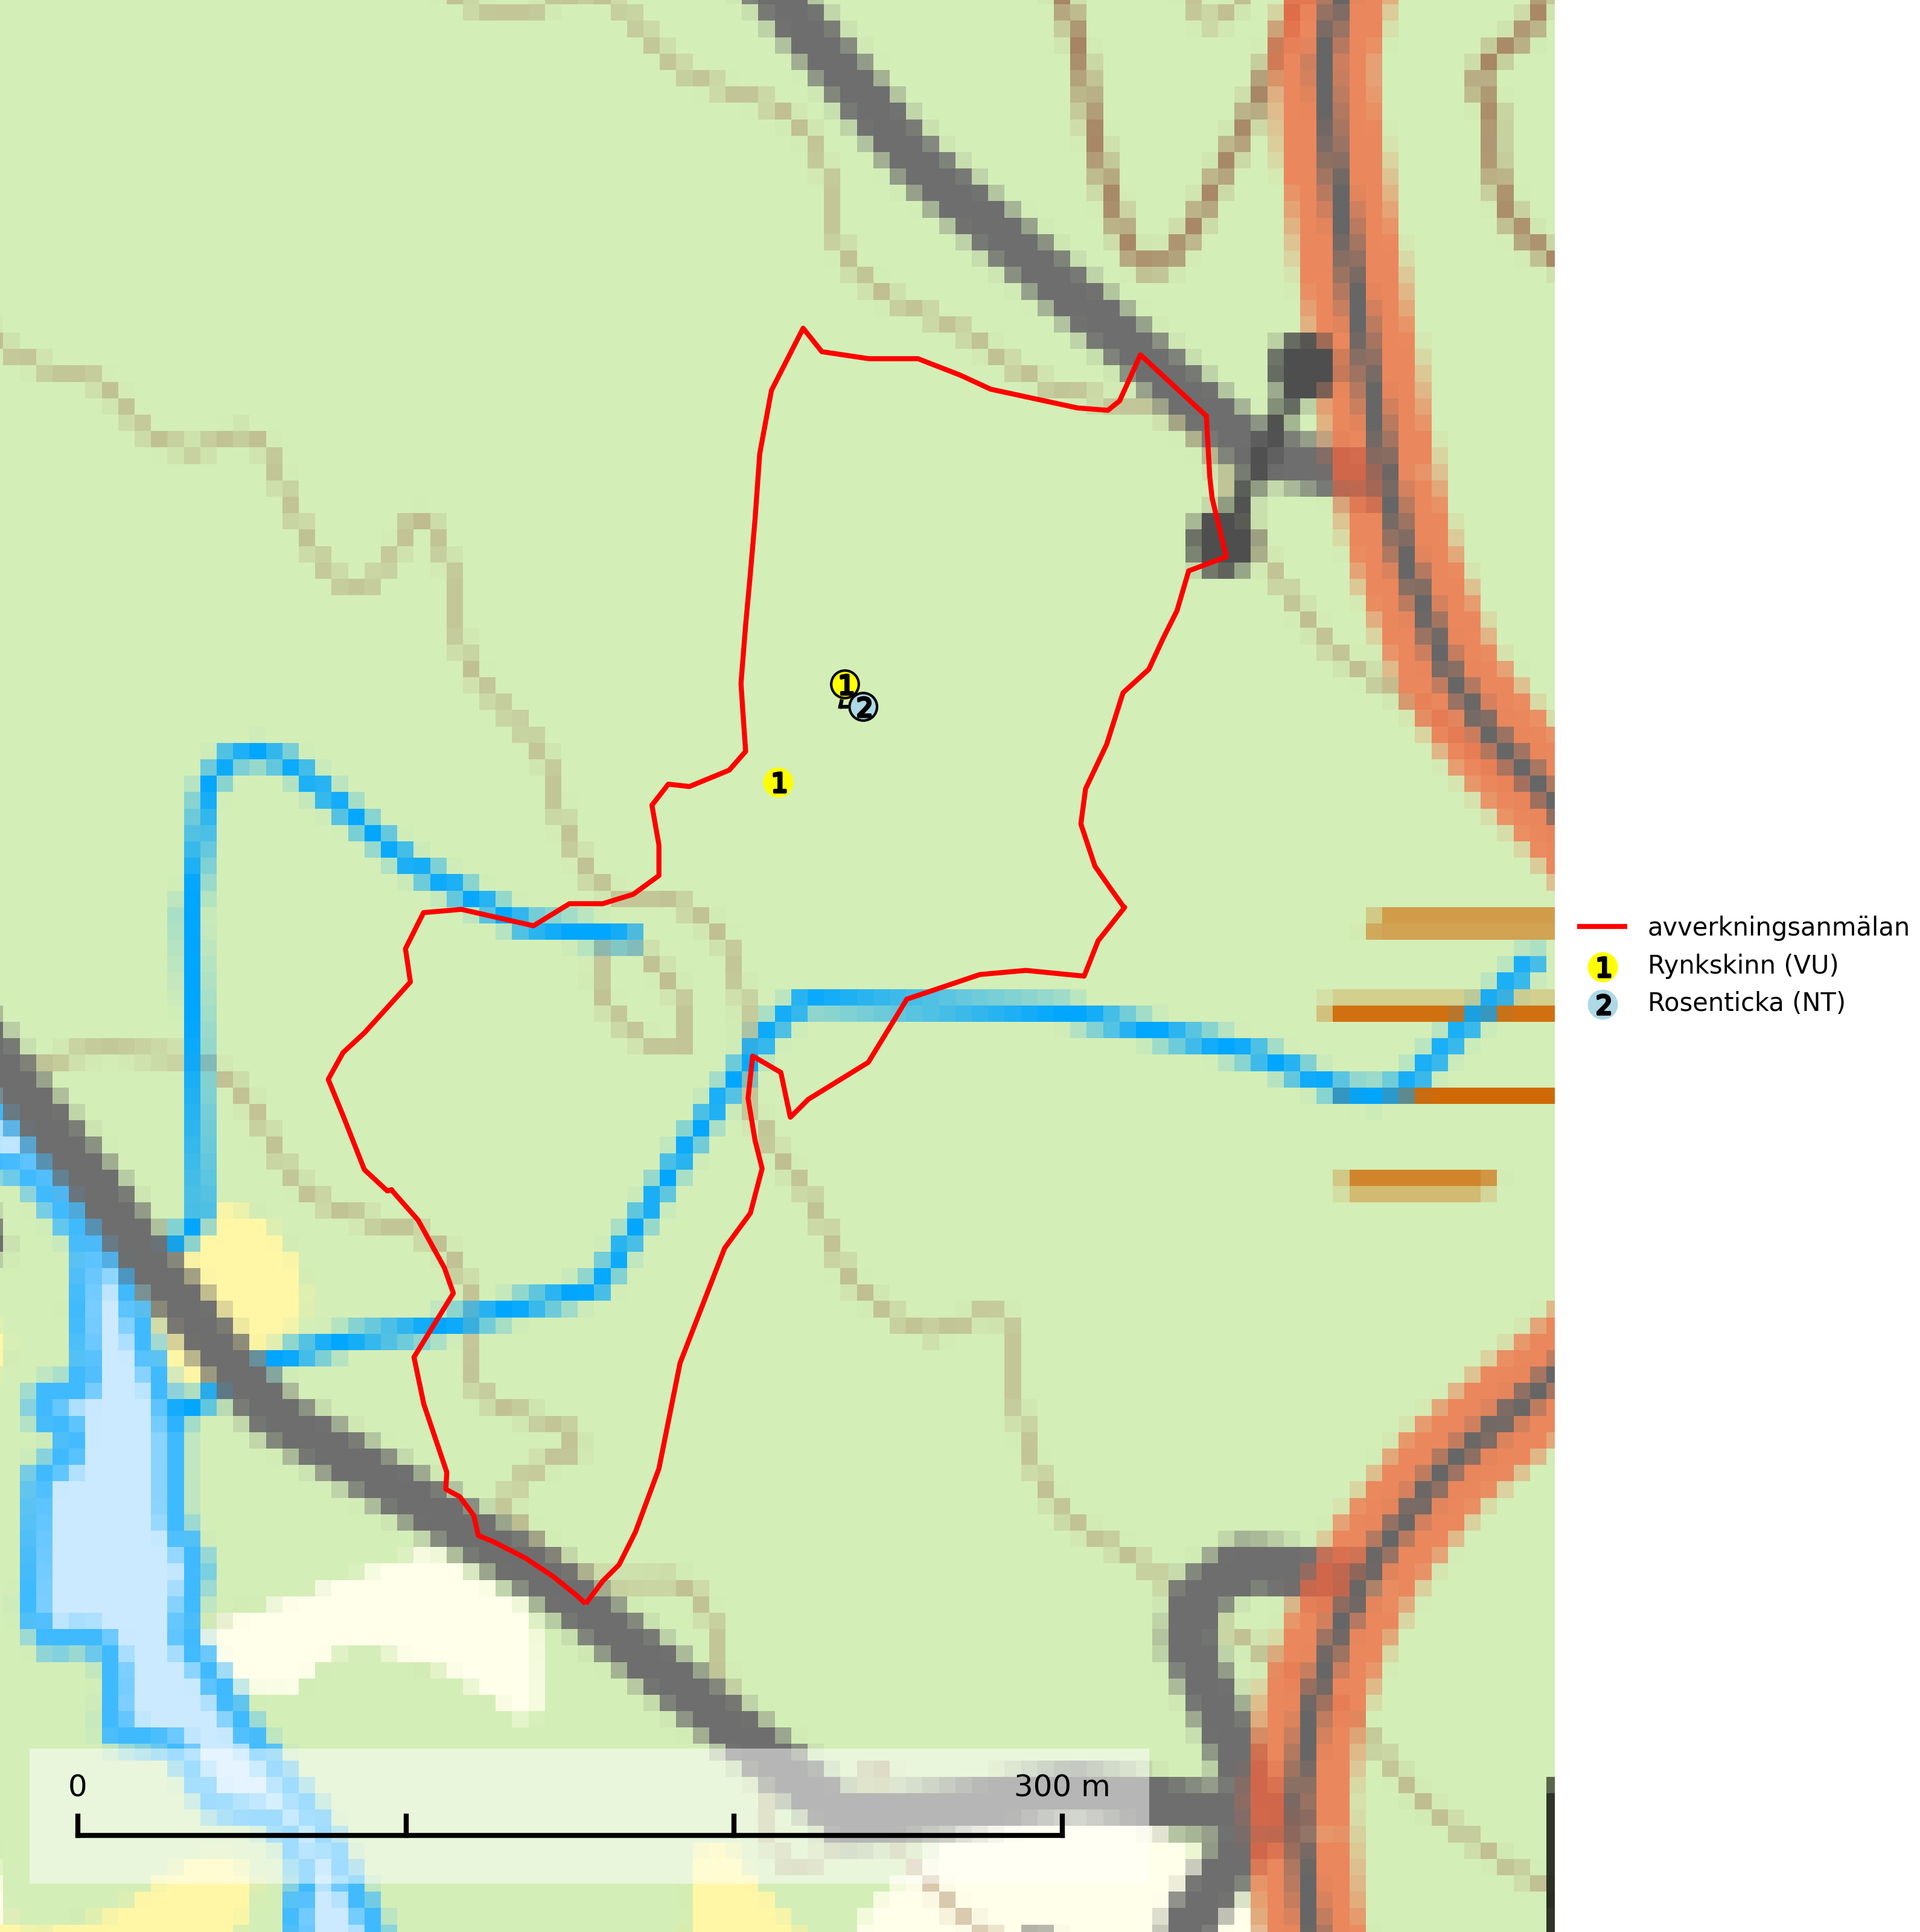 1
2
1
avverkningsanmälan
1 Rynkskinn (VU)
2 Rosenticka (NT)
0 300 m